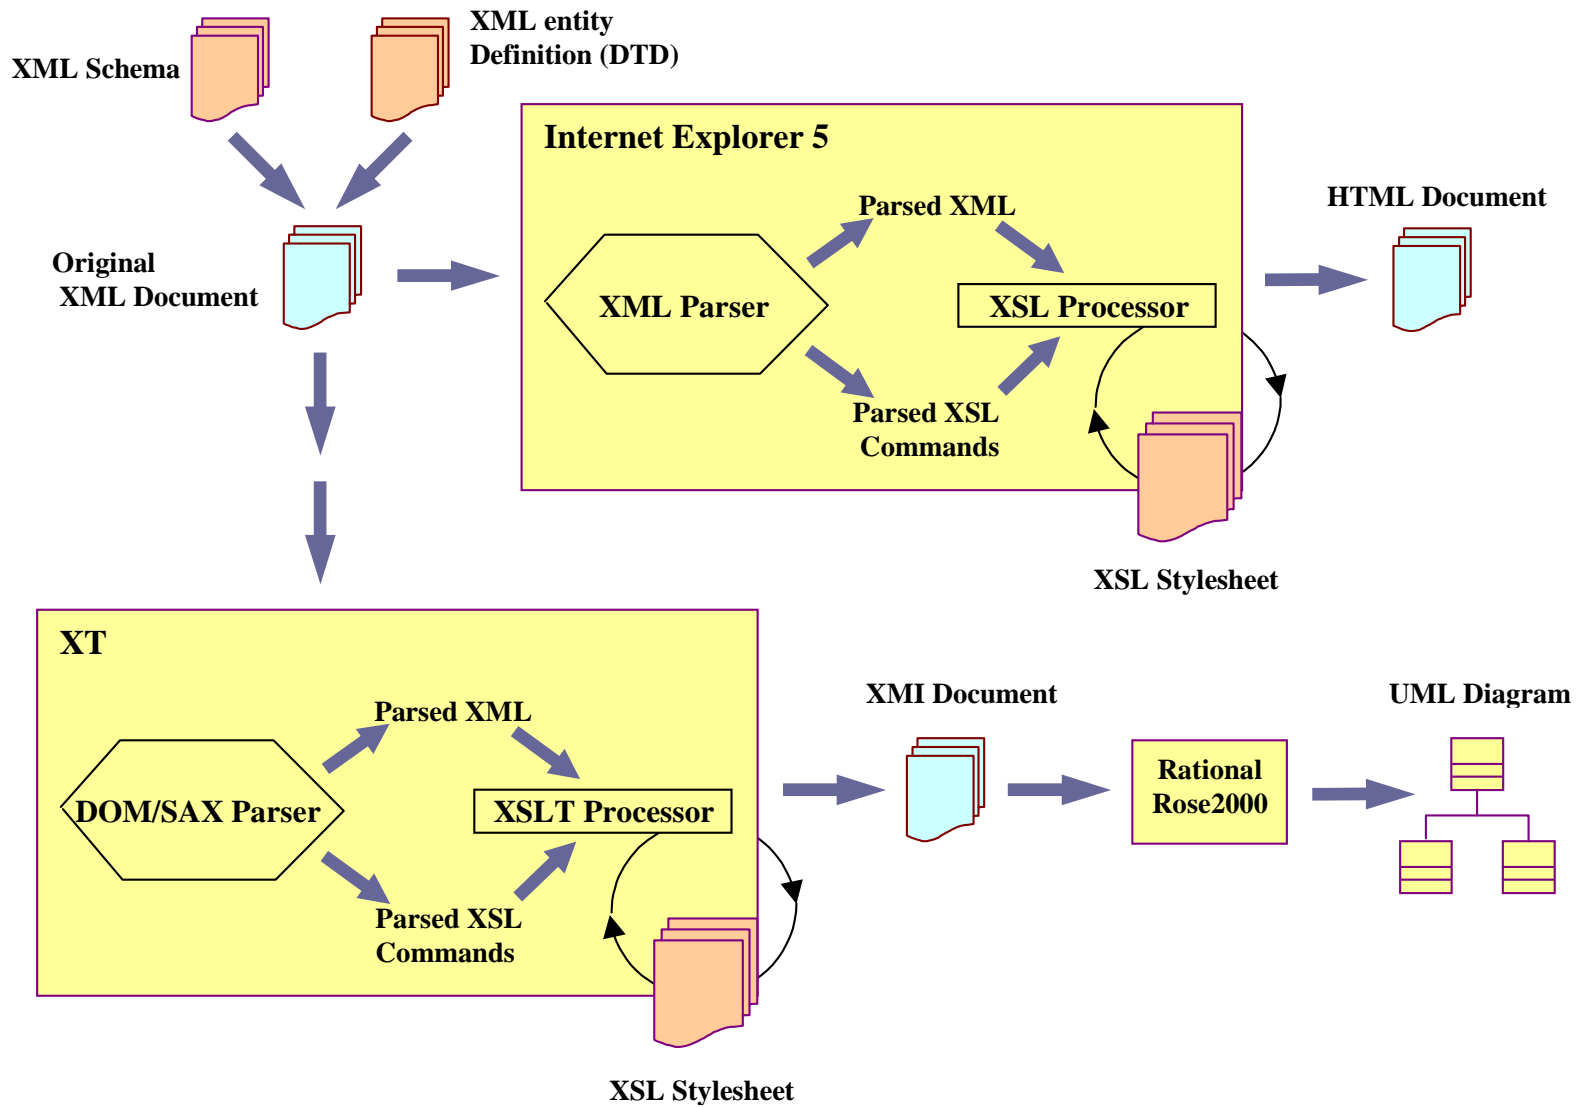 XML Schema
XML entity
Definition (DTD)
Internet Explorer 5
HTML Document
Parsed XML
Original
XML Document
XML Parser
XSL Processor
Parsed XSL
Commands
XSL Stylesheet
XT
XMI Document
UML Diagram
Parsed XML
Rational
Rose2000
DOM/SAX Parser
XSLT Processor
Parsed XSL
Commands
XSL Stylesheet